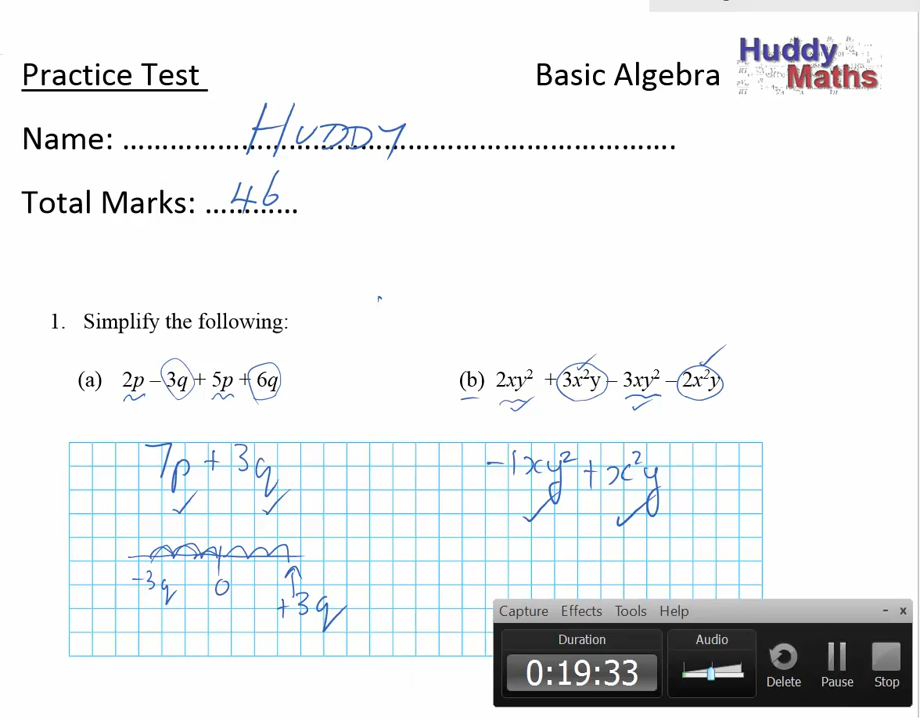 Huddy
Practice Test Basic Algebra Maths
Name: ........HUDDY........
Total Marks: ..46..
1. Simplify the following:
(a) 2p – 3q + 5p + 6q (b) 2xy² + 3x²y – 3xy² – 2x²y
7p + 3q -1xy² + x²y
-3q 0
+3q
Capture Effects Tools Help - x
Duration Audio
0:19:33
Delete Pause Stop